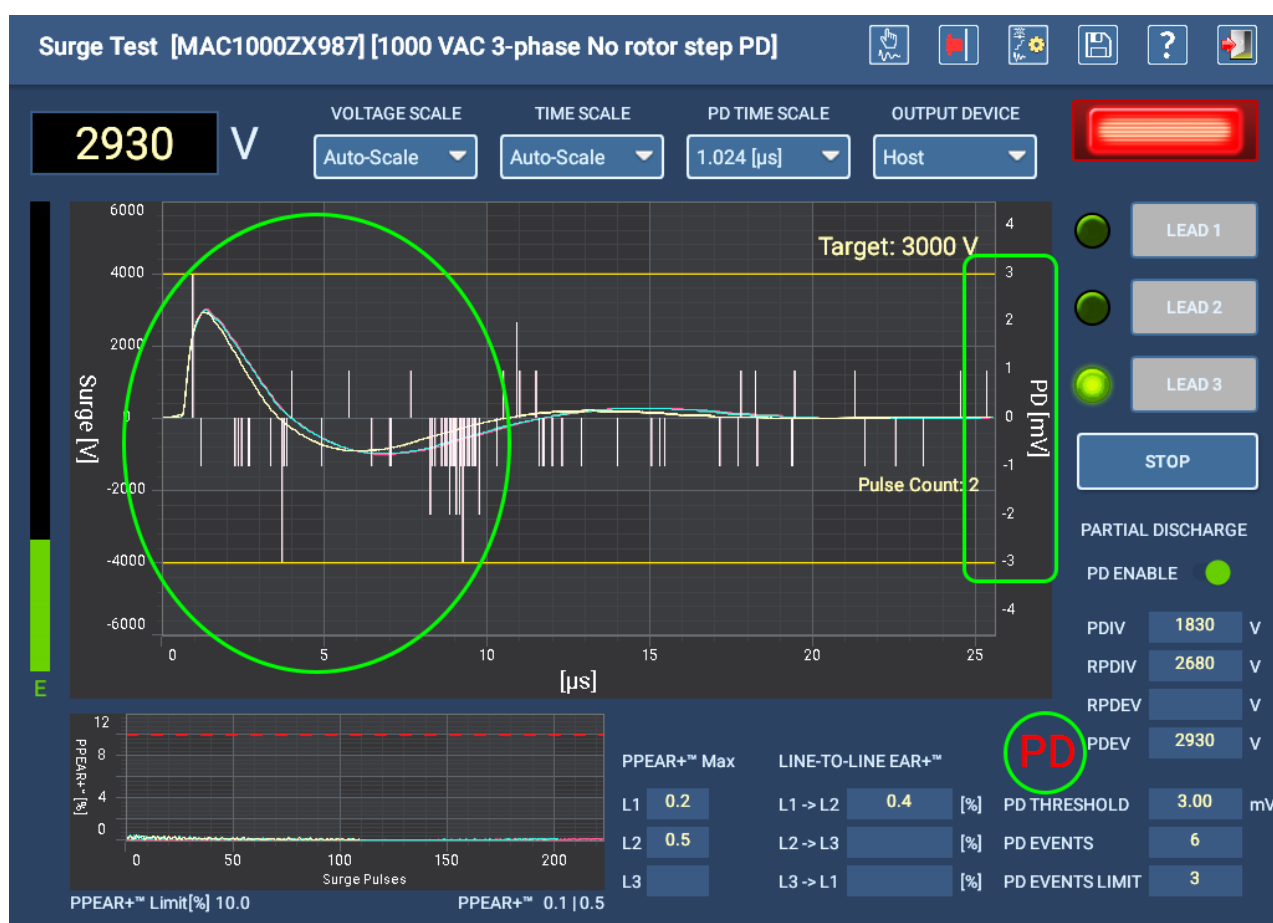 Surge Test [MAC1000ZX987] [1000 VAC 3-phase No rotor step PD]
?
2930 V
VOLTAGE SCALE
Auto-Scale
TIME SCALE
Auto-Scale
PD TIME SCALE
1.024 [µs]
OUTPUT DEVICE
Host
E
Surge [V]
6000
4000
2000
0
-2000
-4000
-6000
Target: 3000 V
Pulse Count: 2
4
3
2
1
0
-1
-2
-3
-4
PD [mV]
0 5 10 15 20 25
[µs]
LEAD 1
LEAD 2
LEAD 3
STOP
PARTIAL DISCHARGE
PD ENABLE
PDIV 1830 V
RPDIV 2680 V
RPDEV V
PDEV 2930 V
PD
PD THRESHOLD 3.00 mV
PD EVENTS 6
PD EVENTS LIMIT 3
PPEAR+™ [%]
12
8
4
0
0 50 100 150 200
Surge Pulses
PPEAR+™ Limit[%] 10.0
PPEAR+™ 0.1 | 0.5
PPEAR+™ Max
L1 0.2
L2 0.5
L3
LINE-TO-LINE EAR+™
L1 -> L2 0.4 [%]
L2 -> L3 [%]
L3 -> L1 [%]